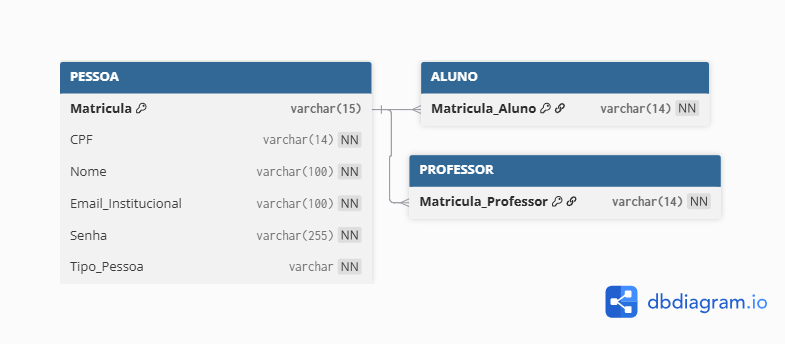 PESSOA
Matricula varchar(15)
CPF varchar(14) NN
Nome varchar(100) NN
Email_Institucional varchar(100) NN
Senha varchar(255) NN
Tipo_Pessoa varchar NN
ALUNO
Matricula_Aluno varchar(14) NN
PROFESSOR
Matricula_Professor varchar(14) NN
dbdiagram.io